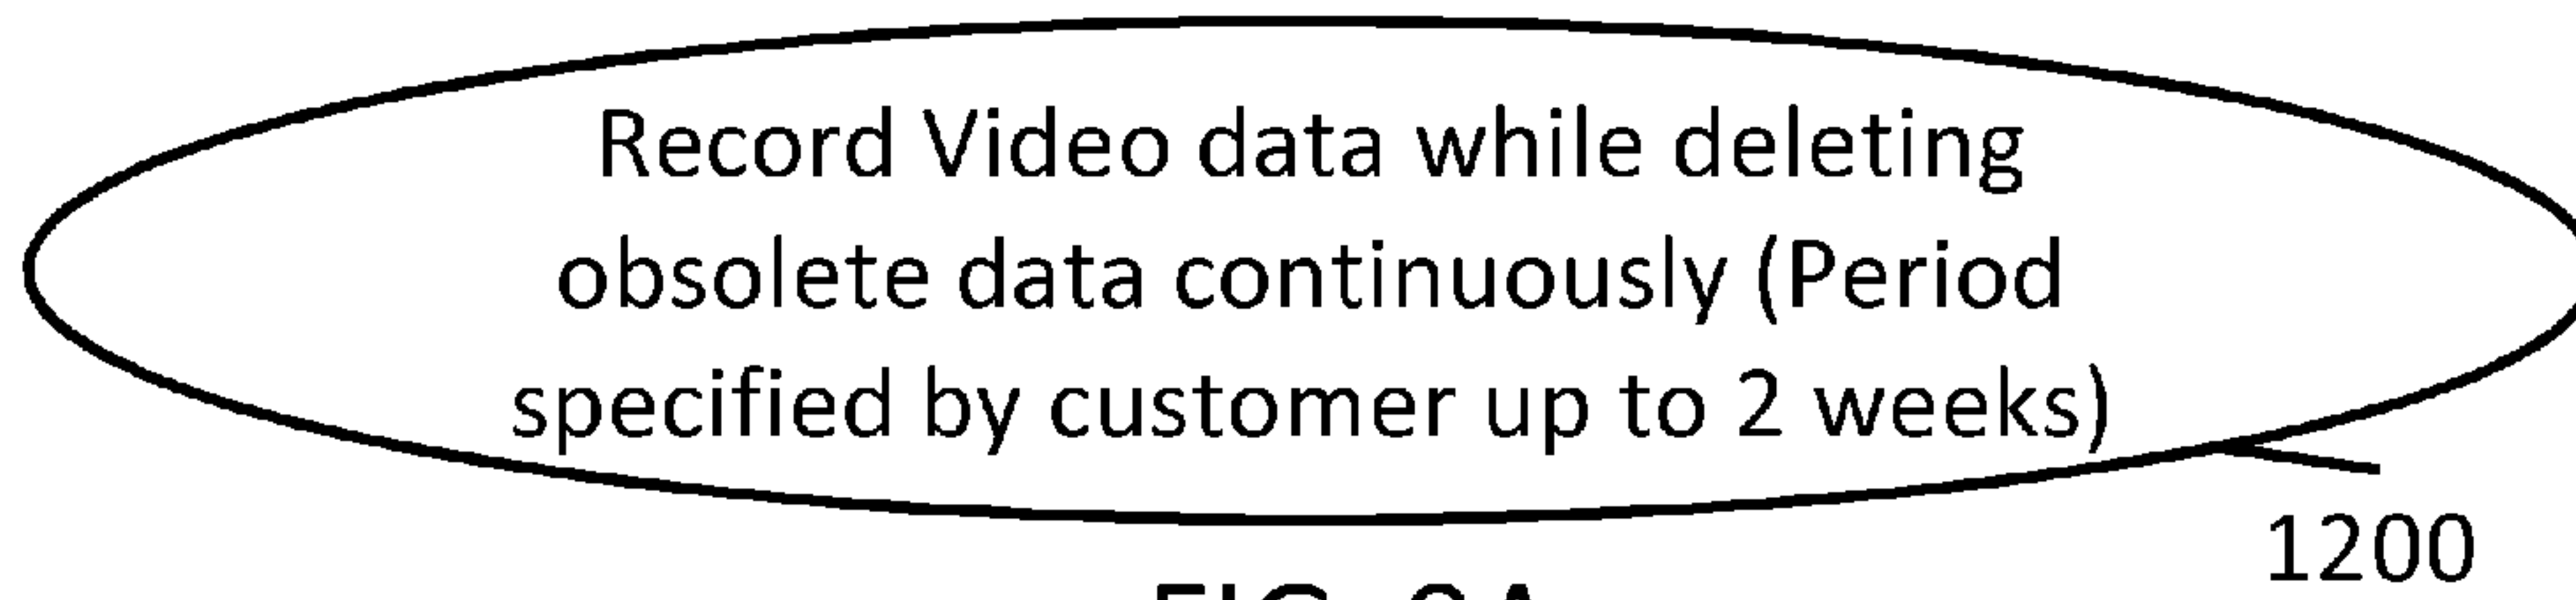 Record Video data while deleting
obsolete data continuously (Period
specified by customer up to 2 weeks)
1200